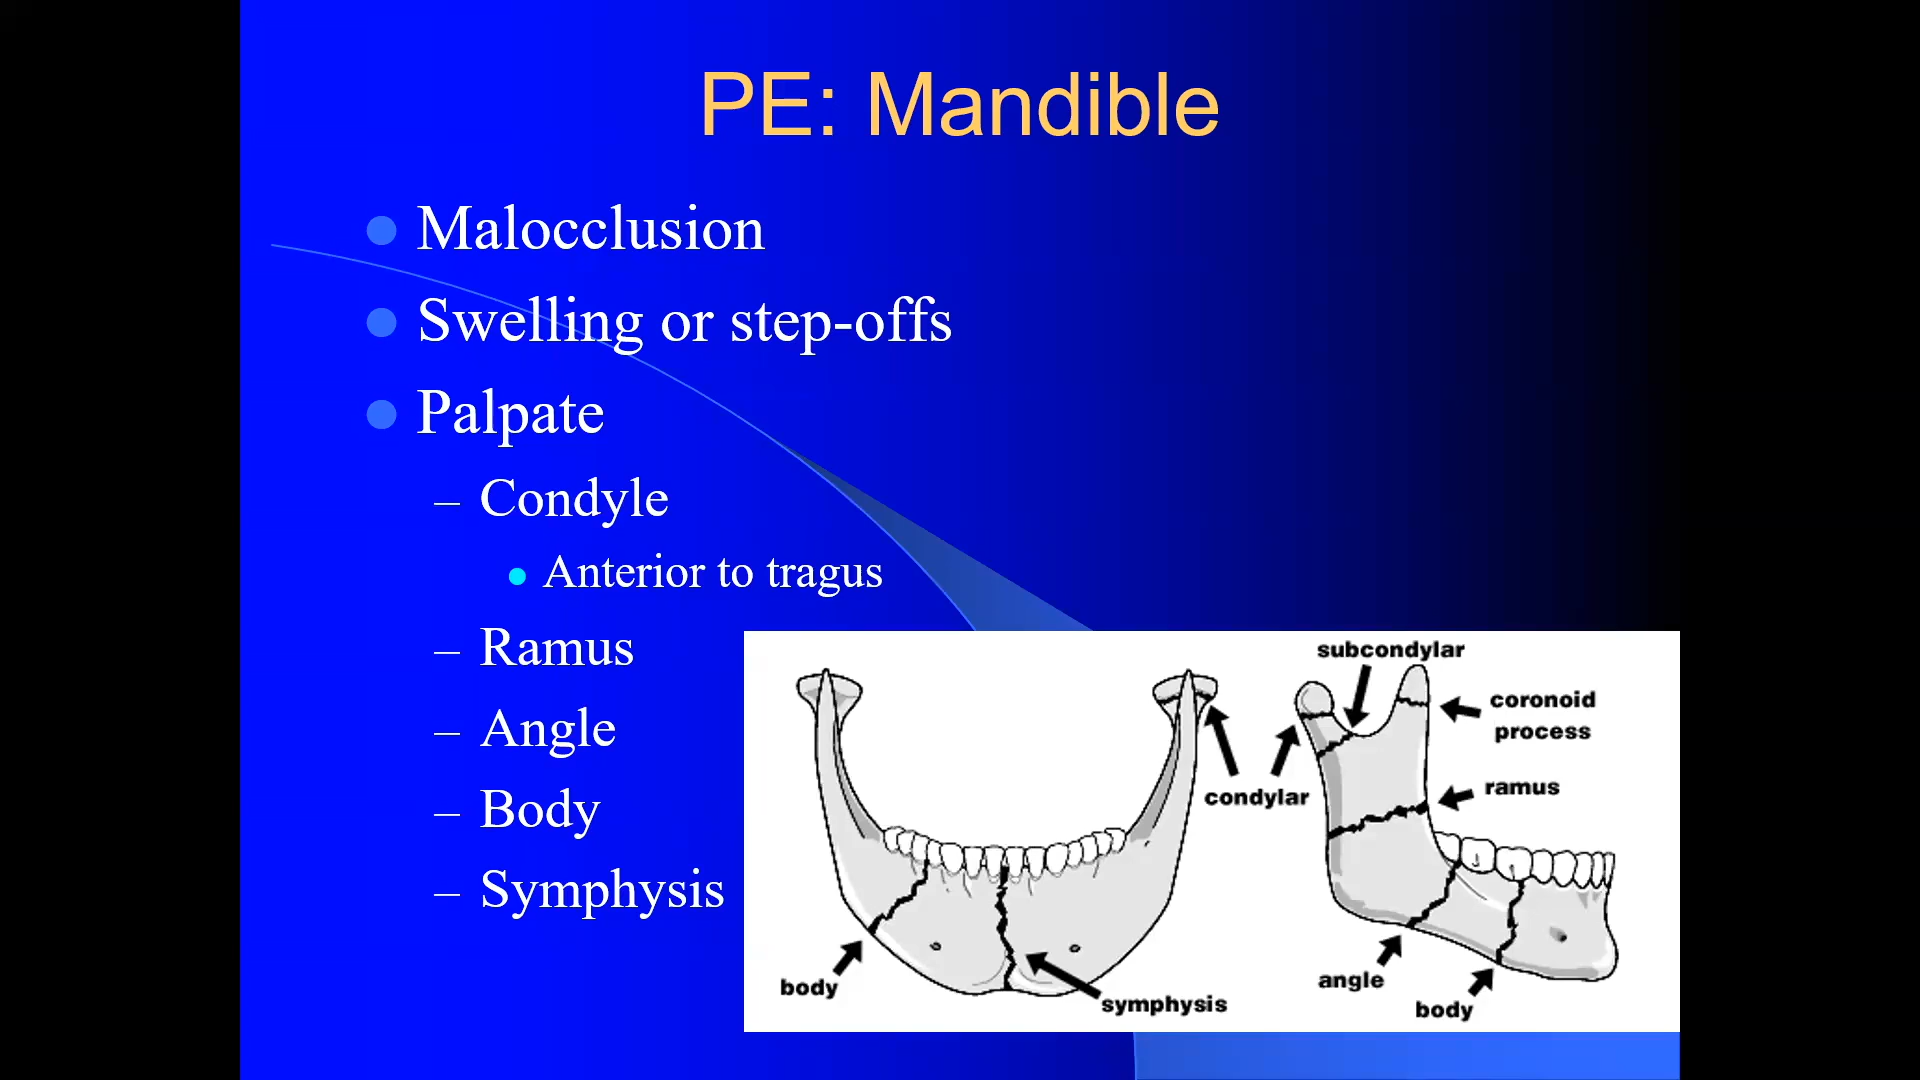 PE: Mandible
Malocclusion
Swelling or step-offs
Palpate
– Condyle
Anterior to tragus
– Ramus
– Angle
– Body
– Symphysis
subcondylar
coronoid
process
ramus
condylar
angle
body
body
symphysis